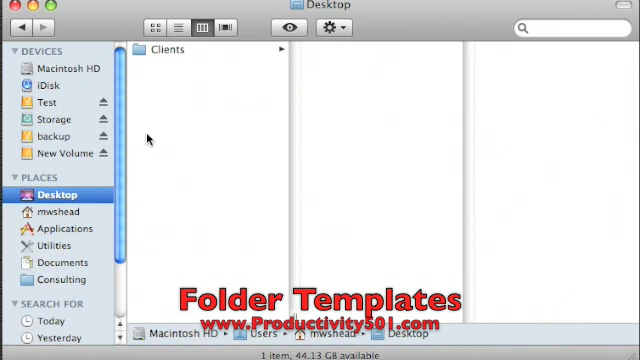 Desktop
DEVICES
Macintosh HD
iDisk
Test
Storage
backup
New Volume
PLACES
Desktop
mwshead
Applications
Utilities
Documents
Consulting
SEARCH FOR
Today
Yesterday
Clients
Folder Templates
www.Productivity501.com
Macintosh HD ▸ Users ▸ mwshead ▸ Desktop
1 item, 44.13 GB available